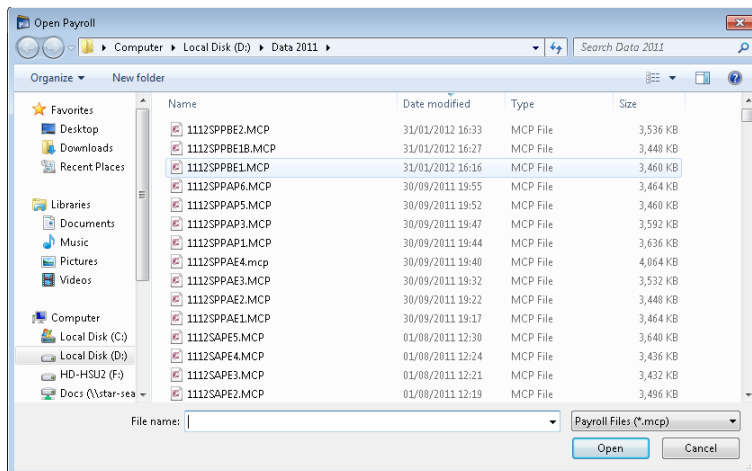 Open Payroll
Computer Local Disk (D:) Data 2011 Search Data 2011
Organize New folder
Name Date modified Type Size
Favorites
Desktop
Downloads
Recent Places
Libraries
Documents
Music
Pictures
Videos
Computer
Local Disk (C:)
Local Disk (D:)
HD-HSU2 (F:)
Docs (\\star-sea
1112SPPBE2.MCP 31/01/2012 16:33 MCP File 3,536 KB
1112SPPBE1B.MCP 31/01/2012 16:27 MCP File 3,448 KB
1112SPPBE1.MCP 31/01/2012 16:16 MCP File 3,460 KB
1112SPPAP6.MCP 30/09/2011 19:55 MCP File 3,464 KB
1112SPPAP5.MCP 30/09/2011 19:52 MCP File 3,460 KB
1112SPPAP3.MCP 30/09/2011 19:47 MCP File 3,592 KB
1112SPPAP1.MCP 30/09/2011 19:44 MCP File 3,636 KB
1112SPPAE4.mcp 30/09/2011 19:40 MCP File 4,064 KB
1112SPPAE3.MCP 30/09/2011 19:32 MCP File 3,532 KB
1112SPPAE2.MCP 30/09/2011 19:22 MCP File 3,448 KB
1112SPPAE1.MCP 30/09/2011 19:17 MCP File 3,464 KB
1112SAPE5.MCP 01/08/2011 12:30 MCP File 3,640 KB
1112SAPE4.MCP 01/08/2011 12:24 MCP File 3,436 KB
1112SAPE3.MCP 01/08/2011 12:21 MCP File 3,432 KB
1112SAPE2.MCP 01/08/2011 12:19 MCP File 3,496 KB
File name: Payroll Files (*.mcp)
Open Cancel